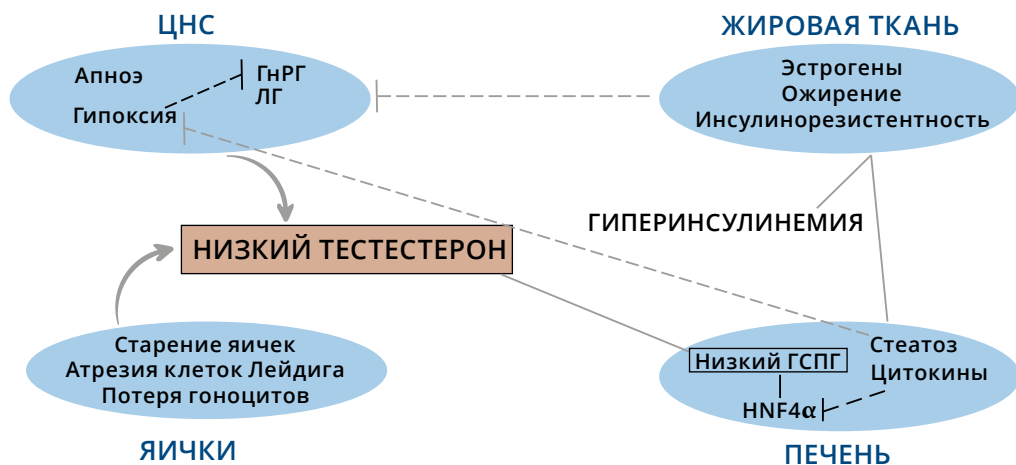 ЦНС
Апноэ
Гипоксия
ГнРГ
ЛГ
ЖИРОВАЯ ТКАНЬ
Эстрогены
Ожирение
Инсулинорезистентность
ГИПЕРИНСУЛИНЕМИЯ
НИЗКИЙ ТЕСТЕСТЕРОН
Старение яичек
Атрезия клеток Лейдига
Потеря гоноцитов
ЯИЧКИ
Низкий ГСПГ
HNF4α
Стеатоз
Цитокины
ПЕЧЕНЬ